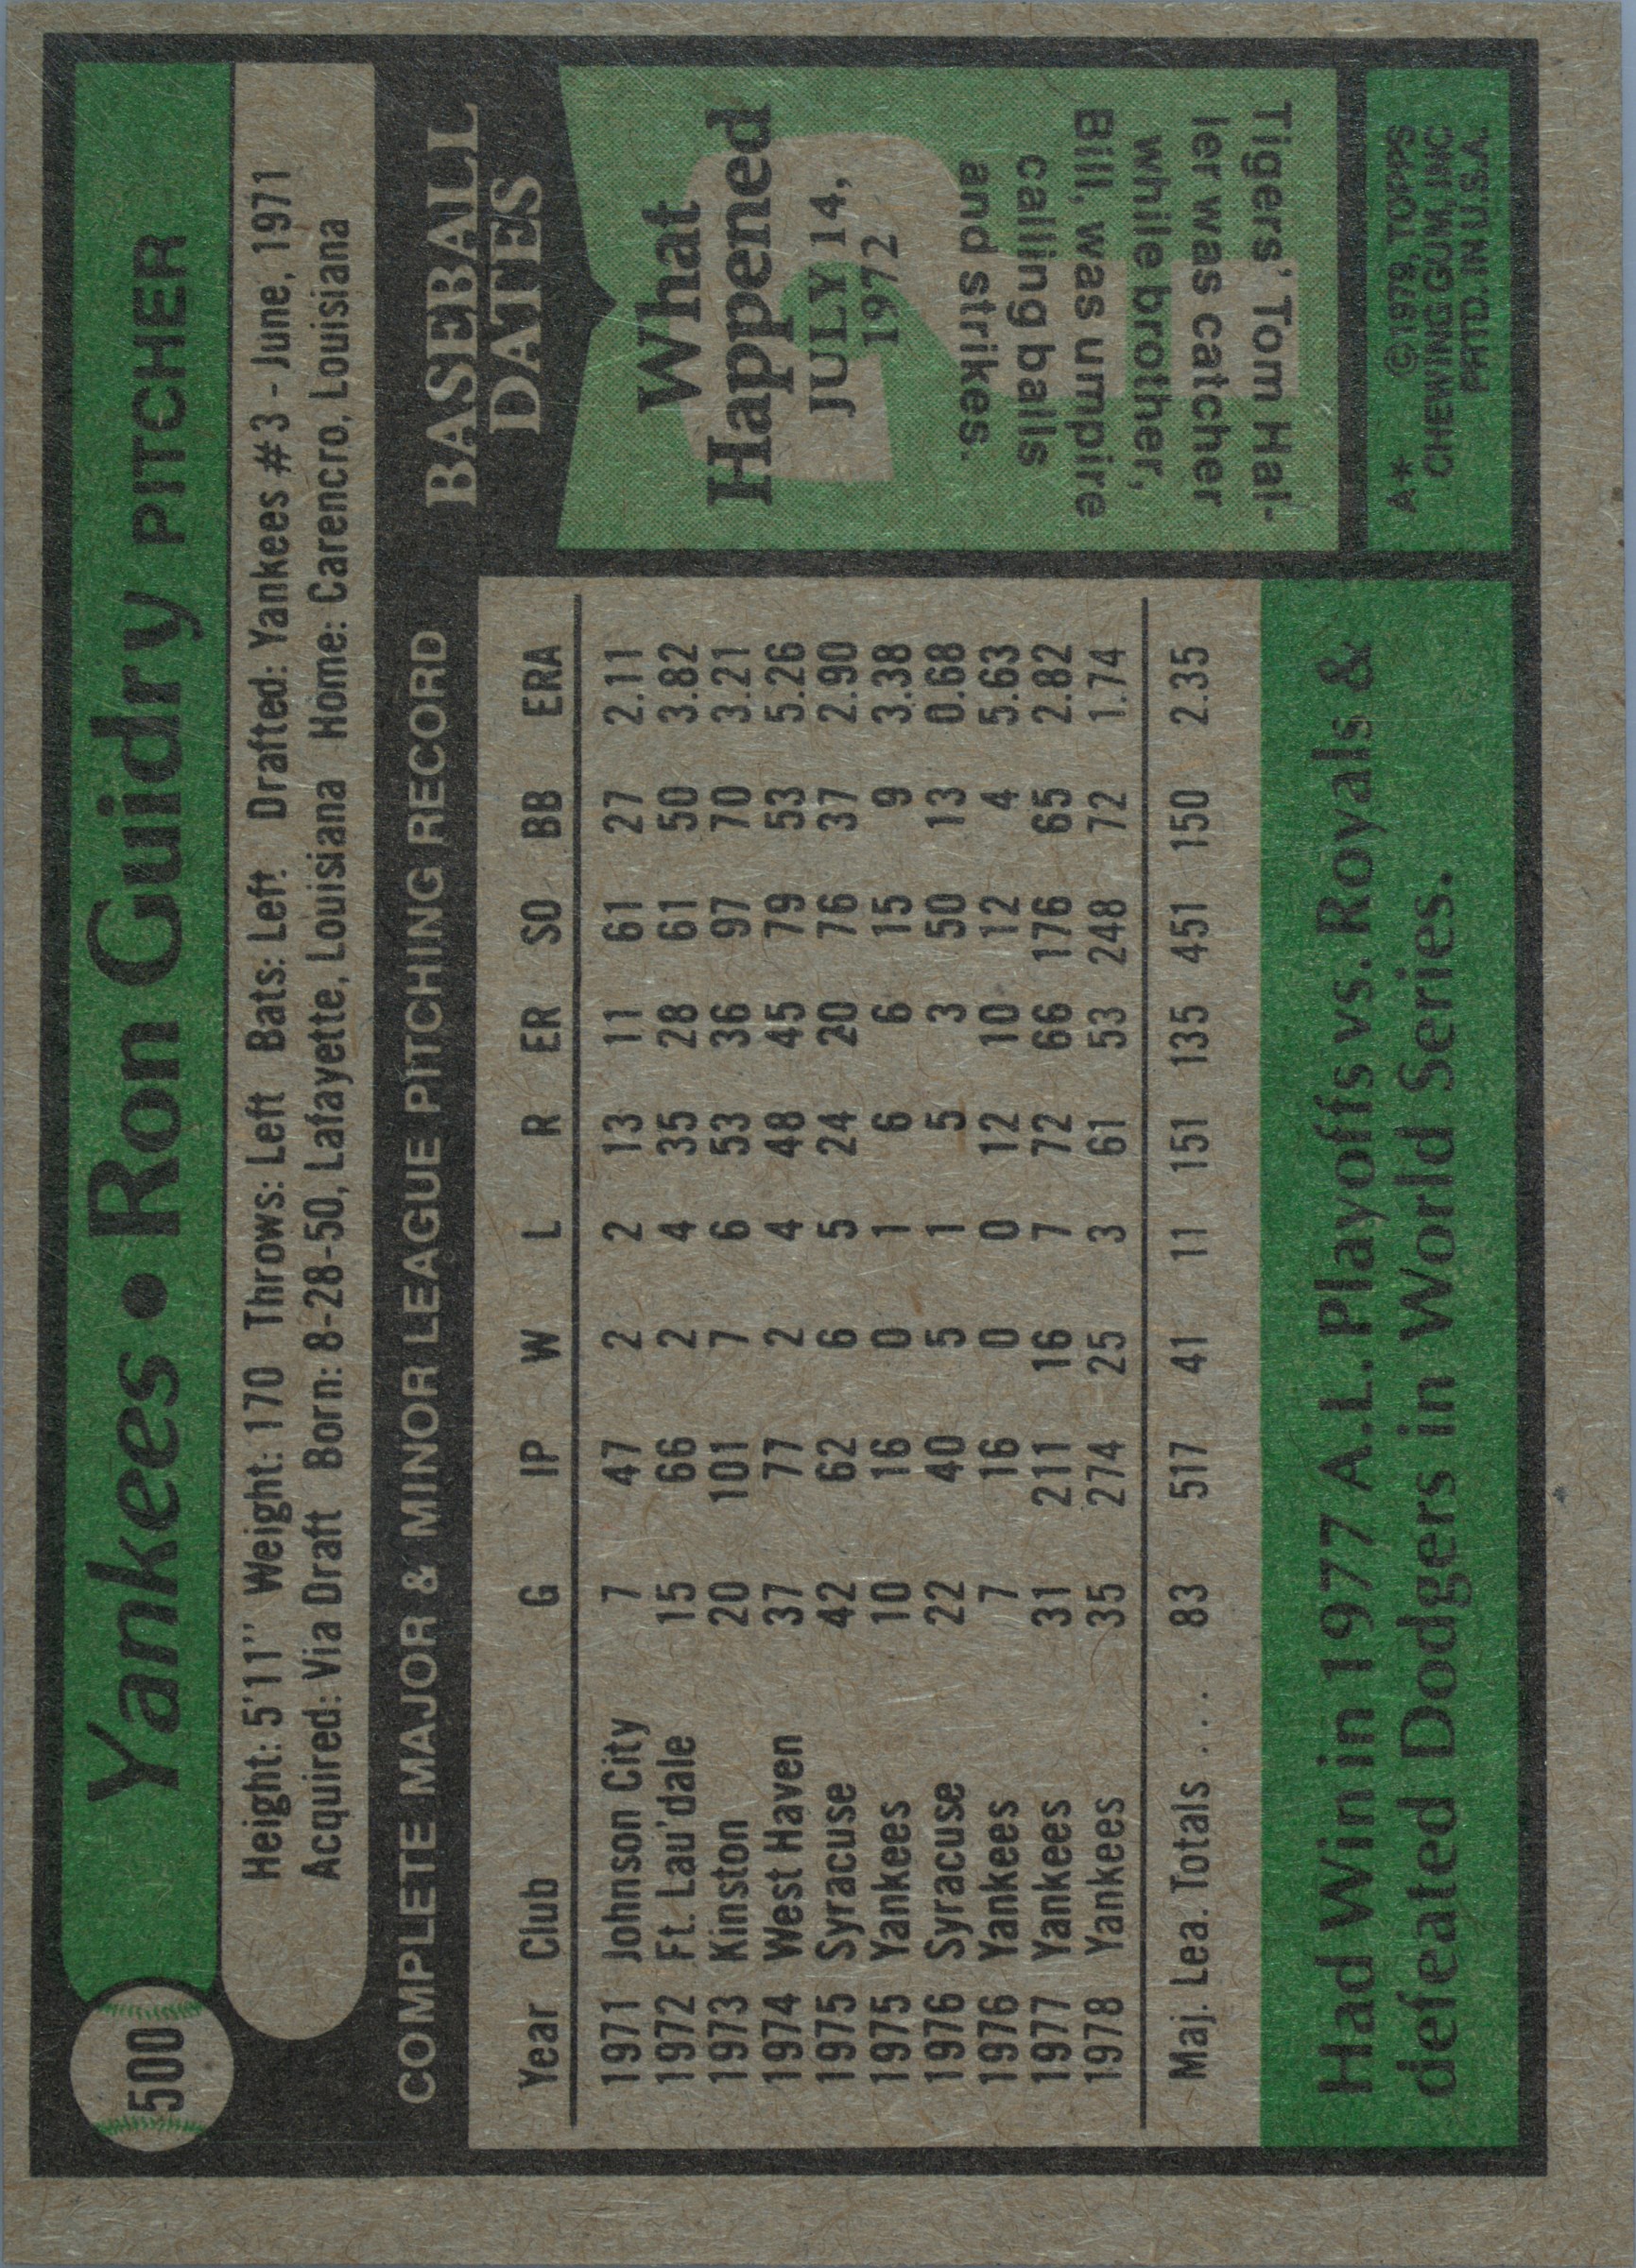 500
Yankees • Ron Guidry PITCHER
Height: 5'11" Weight: 170 Throws: Left Bats: Left Drafted: Yankees #3 - June, 1971
Acquired: Via Draft Born: 8-28-50, Lafayette, Louisiana Home: Carencro, Louisiana
COMPLETE MAJOR & MINOR LEAGUE PITCHING RECORD
Year Club G IP W L R ER SO BB ERA
1971 Johnson City 7 47 2 2 13 11 61 27 2.11
1972 Ft. Lau'dale 15 66 2 4 35 28 61 50 3.82
1973 Kinston 20 101 7 6 53 36 97 70 3.21
1974 West Haven 37 77 2 4 48 45 79 53 5.26
1975 Syracuse 42 62 6 5 24 20 76 37 2.90
1975 Yankees 10 16 0 1 6 6 15 9 3.38
1976 Syracuse 22 40 5 1 5 3 50 13 0.68
1976 Yankees 7 16 0 0 12 10 12 4 5.63
1977 Yankees 31 211 16 7 72 66 176 65 2.82
1978 Yankees 35 274 25 3 61 53 248 72 1.74
Maj. Lea. Totals . . . 83 517 41 11 151 135 451 150 2.35
Had Win in 1977 A.L. Playoffs vs. Royals &
defeated Dodgers in World Series.
BASEBALL
DATES
What
Happened
JULY 14,
1972
Tigers' Tom Hal-
ler was catcher
while brother,
Bill, was umpire
calling balls
and strikes.
A* ©1979, TOPPS
CHEWING GUM, INC
PRTD. IN U.S.A.